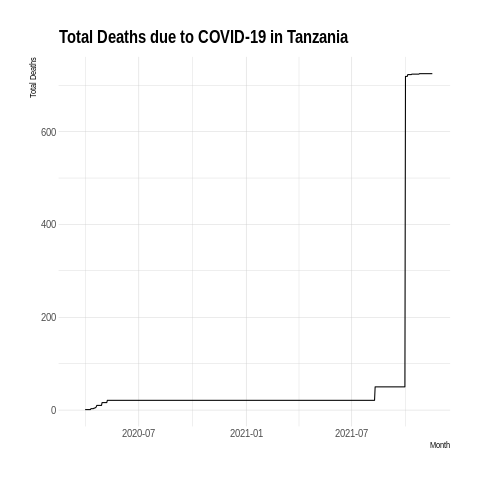 Total Deaths due to COVID-19 in Tanzania
Total Deaths
600
400
200
0
2020-07 2021-01 2021-07
Month